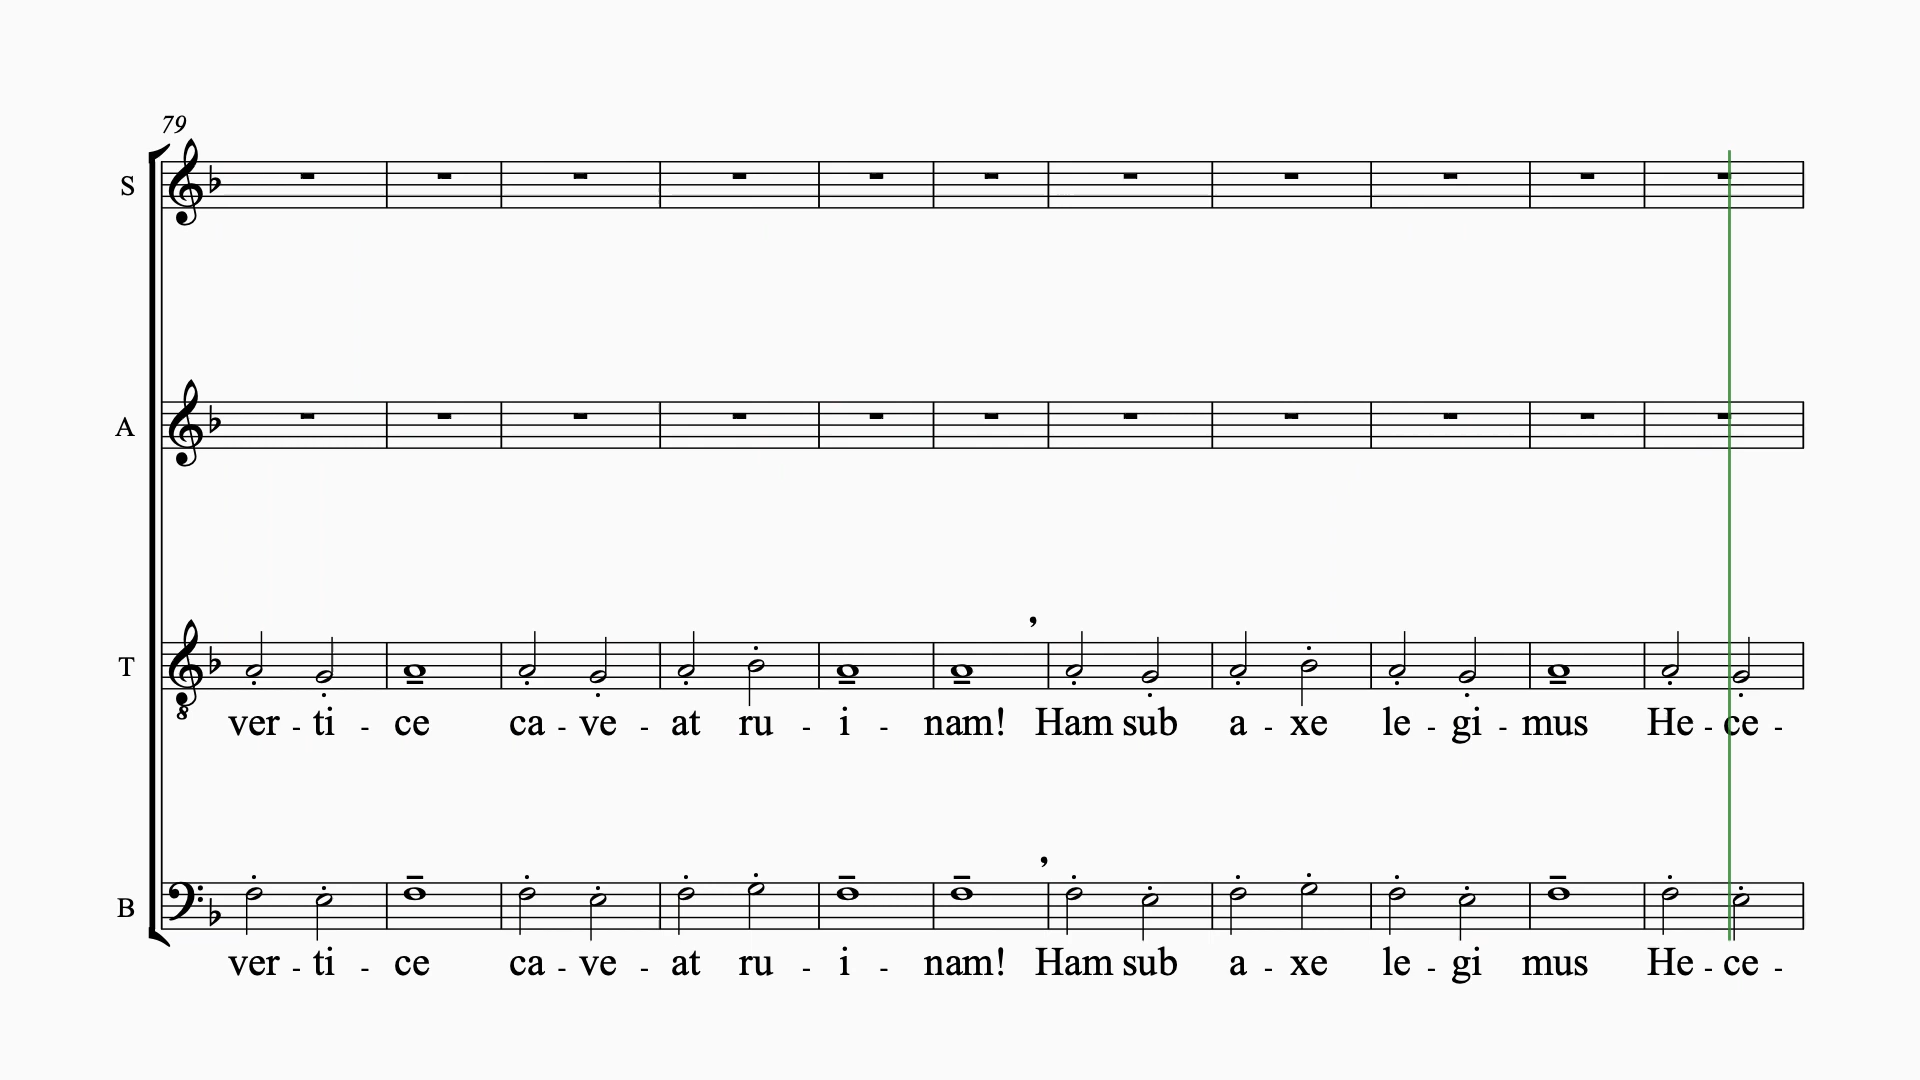 79
S
A
T
8
ver - ti - ce ca - ve - at ru - i - nam! Ham sub a - xe le - gi - mus He - ce -
B
ver - ti - ce ca - ve - at ru - i - nam! Ham sub a - xe le - gi mus He - ce -